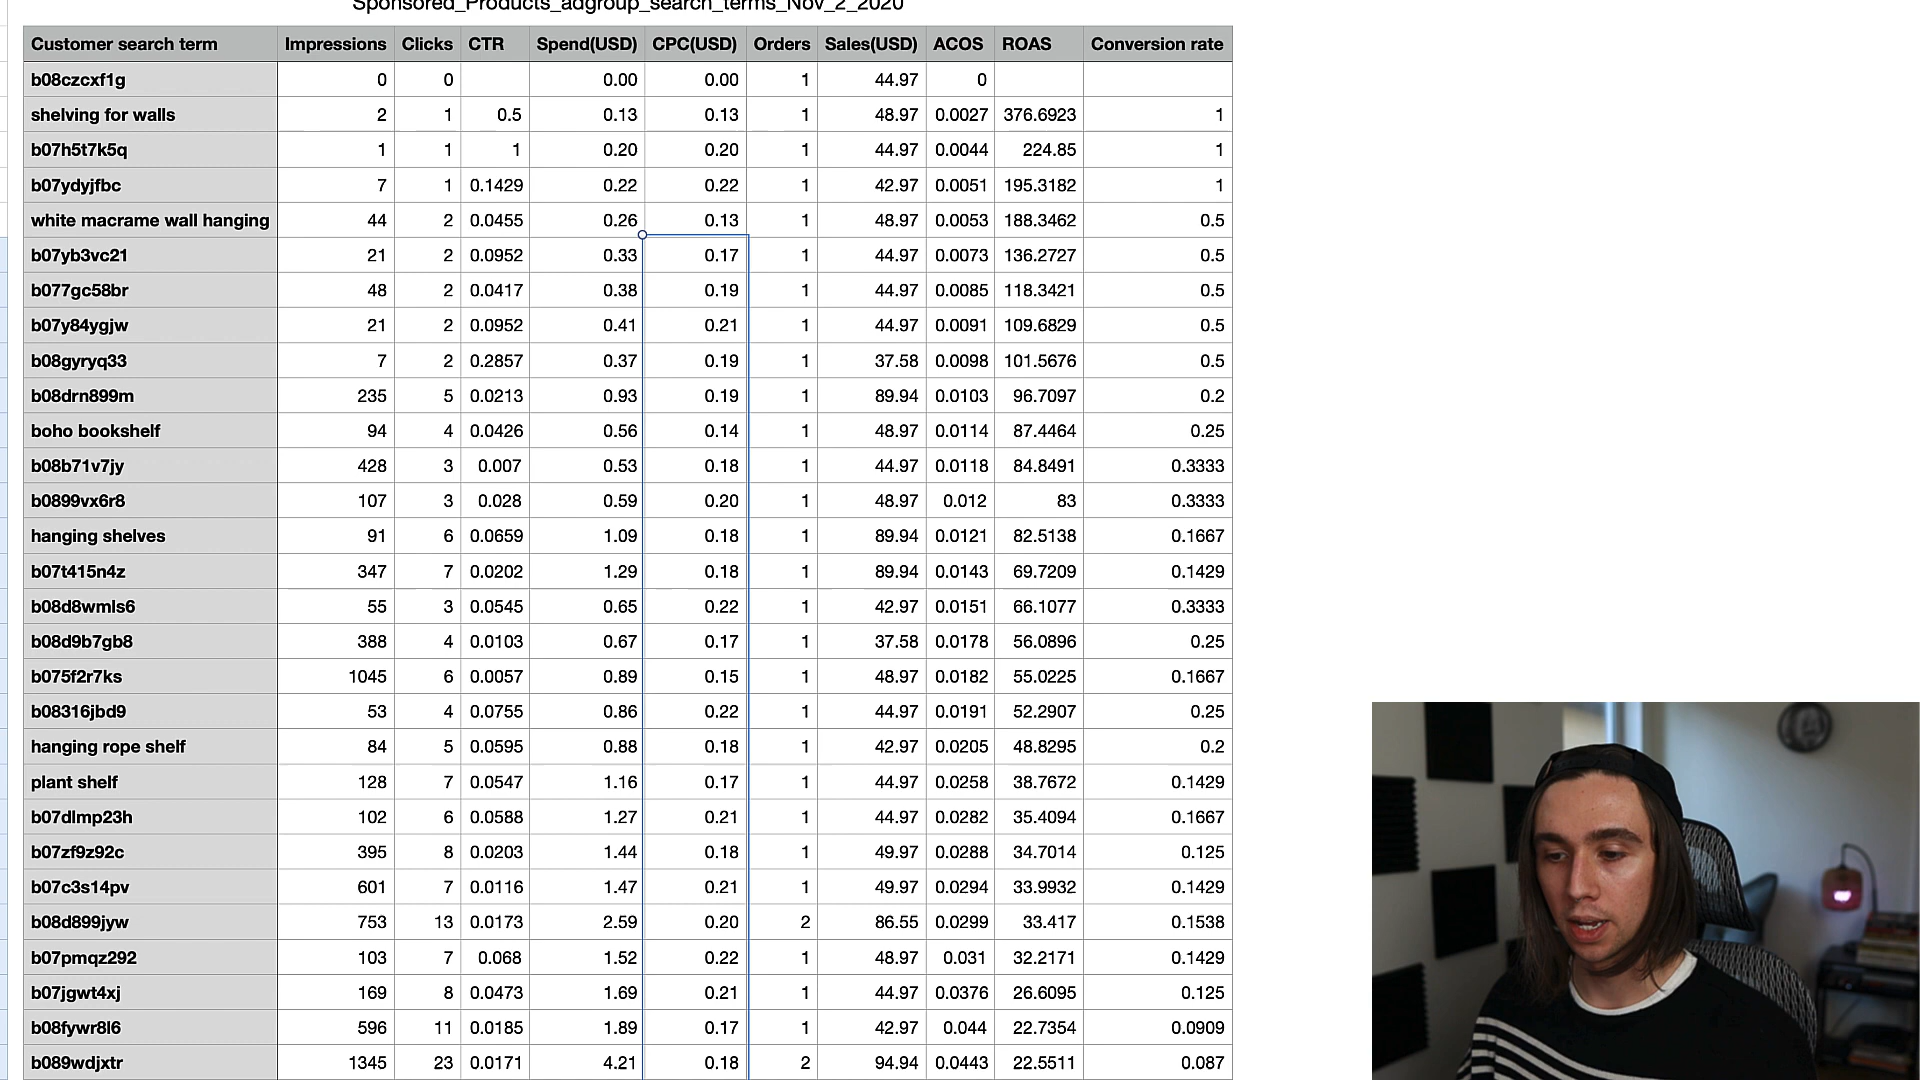 Sponsored_Products_adgroup_search_terms_Nov_2_2020
Customer search term Impressions Clicks CTR Spend(USD) CPC(USD) Orders Sales(USD) ACOS ROAS Conversion rate
b08czcxf1g 0 0 0.00 0.00 1 44.97 0
shelving for walls 2 1 0.5 0.13 0.13 1 48.97 0.0027 376.6923 1
b07h5t7k5q 1 1 1 0.20 0.20 1 44.97 0.0044 224.85 1
b07ydyjfbc 7 1 0.1429 0.22 0.22 1 42.97 0.0051 195.3182 1
white macrame wall hanging 44 2 0.0455 0.26 0.13 1 48.97 0.0053 188.3462 0.5
b07yb3vc21 21 2 0.0952 0.33 0.17 1 44.97 0.0073 136.2727 0.5
b077gc58br 48 2 0.0417 0.38 0.19 1 44.97 0.0085 118.3421 0.5
b07y84ygjw 21 2 0.0952 0.41 0.21 1 44.97 0.0091 109.6829 0.5
b08gyryq33 7 2 0.2857 0.37 0.19 1 37.58 0.0098 101.5676 0.5
b08drn899m 235 5 0.0213 0.93 0.19 1 89.94 0.0103 96.7097 0.2
boho bookshelf 94 4 0.0426 0.56 0.14 1 48.97 0.0114 87.4464 0.25
b08b71v7jy 428 3 0.007 0.53 0.18 1 44.97 0.0118 84.8491 0.3333
b0899vx6r8 107 3 0.028 0.59 0.20 1 48.97 0.012 83 0.3333
hanging shelves 91 6 0.0659 1.09 0.18 1 89.94 0.0121 82.5138 0.1667
b07t415n4z 347 7 0.0202 1.29 0.18 1 89.94 0.0143 69.7209 0.1429
b08d8wmls6 55 3 0.0545 0.65 0.22 1 42.97 0.0151 66.1077 0.3333
b08d9b7gb8 388 4 0.0103 0.67 0.17 1 37.58 0.0178 56.0896 0.25
b075f2r7ks 1045 6 0.0057 0.89 0.15 1 48.97 0.0182 55.0225 0.1667
b08316jbd9 53 4 0.0755 0.86 0.22 1 44.97 0.0191 52.2907 0.25
hanging rope shelf 84 5 0.0595 0.88 0.18 1 42.97 0.0205 48.8295 0.2
plant shelf 128 7 0.0547 1.16 0.17 1 44.97 0.0258 38.7672 0.1429
b07dlmp23h 102 6 0.0588 1.27 0.21 1 44.97 0.0282 35.4094 0.1667
b07zf9z92c 395 8 0.0203 1.44 0.18 1 49.97 0.0288 34.7014 0.125
b07c3s14pv 601 7 0.0116 1.47 0.21 1 49.97 0.0294 33.9932 0.1429
b08d899jyw 753 13 0.0173 2.59 0.20 2 86.55 0.0299 33.417 0.1538
b07pmqz292 103 7 0.068 1.52 0.22 1 48.97 0.031 32.2171 0.1429
b07jgwt4xj 169 8 0.0473 1.69 0.21 1 44.97 0.0376 26.6095 0.125
b08fywr8l6 596 11 0.0185 1.89 0.17 1 42.97 0.044 22.7354 0.0909
b089wdjxtr 1345 23 0.0171 4.21 0.18 2 94.94 0.0443 22.5511 0.087